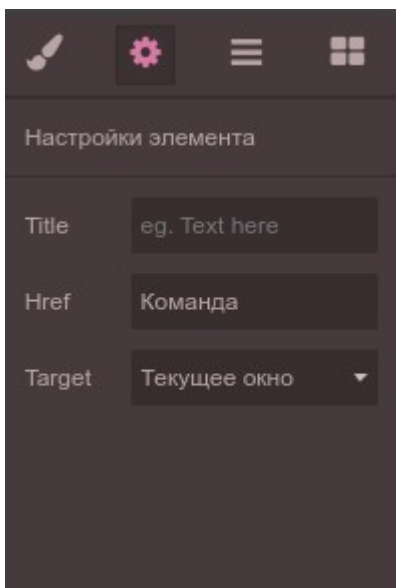 Настройки элемента
Title eg. Text here
Href Команда
Target Текущее окно